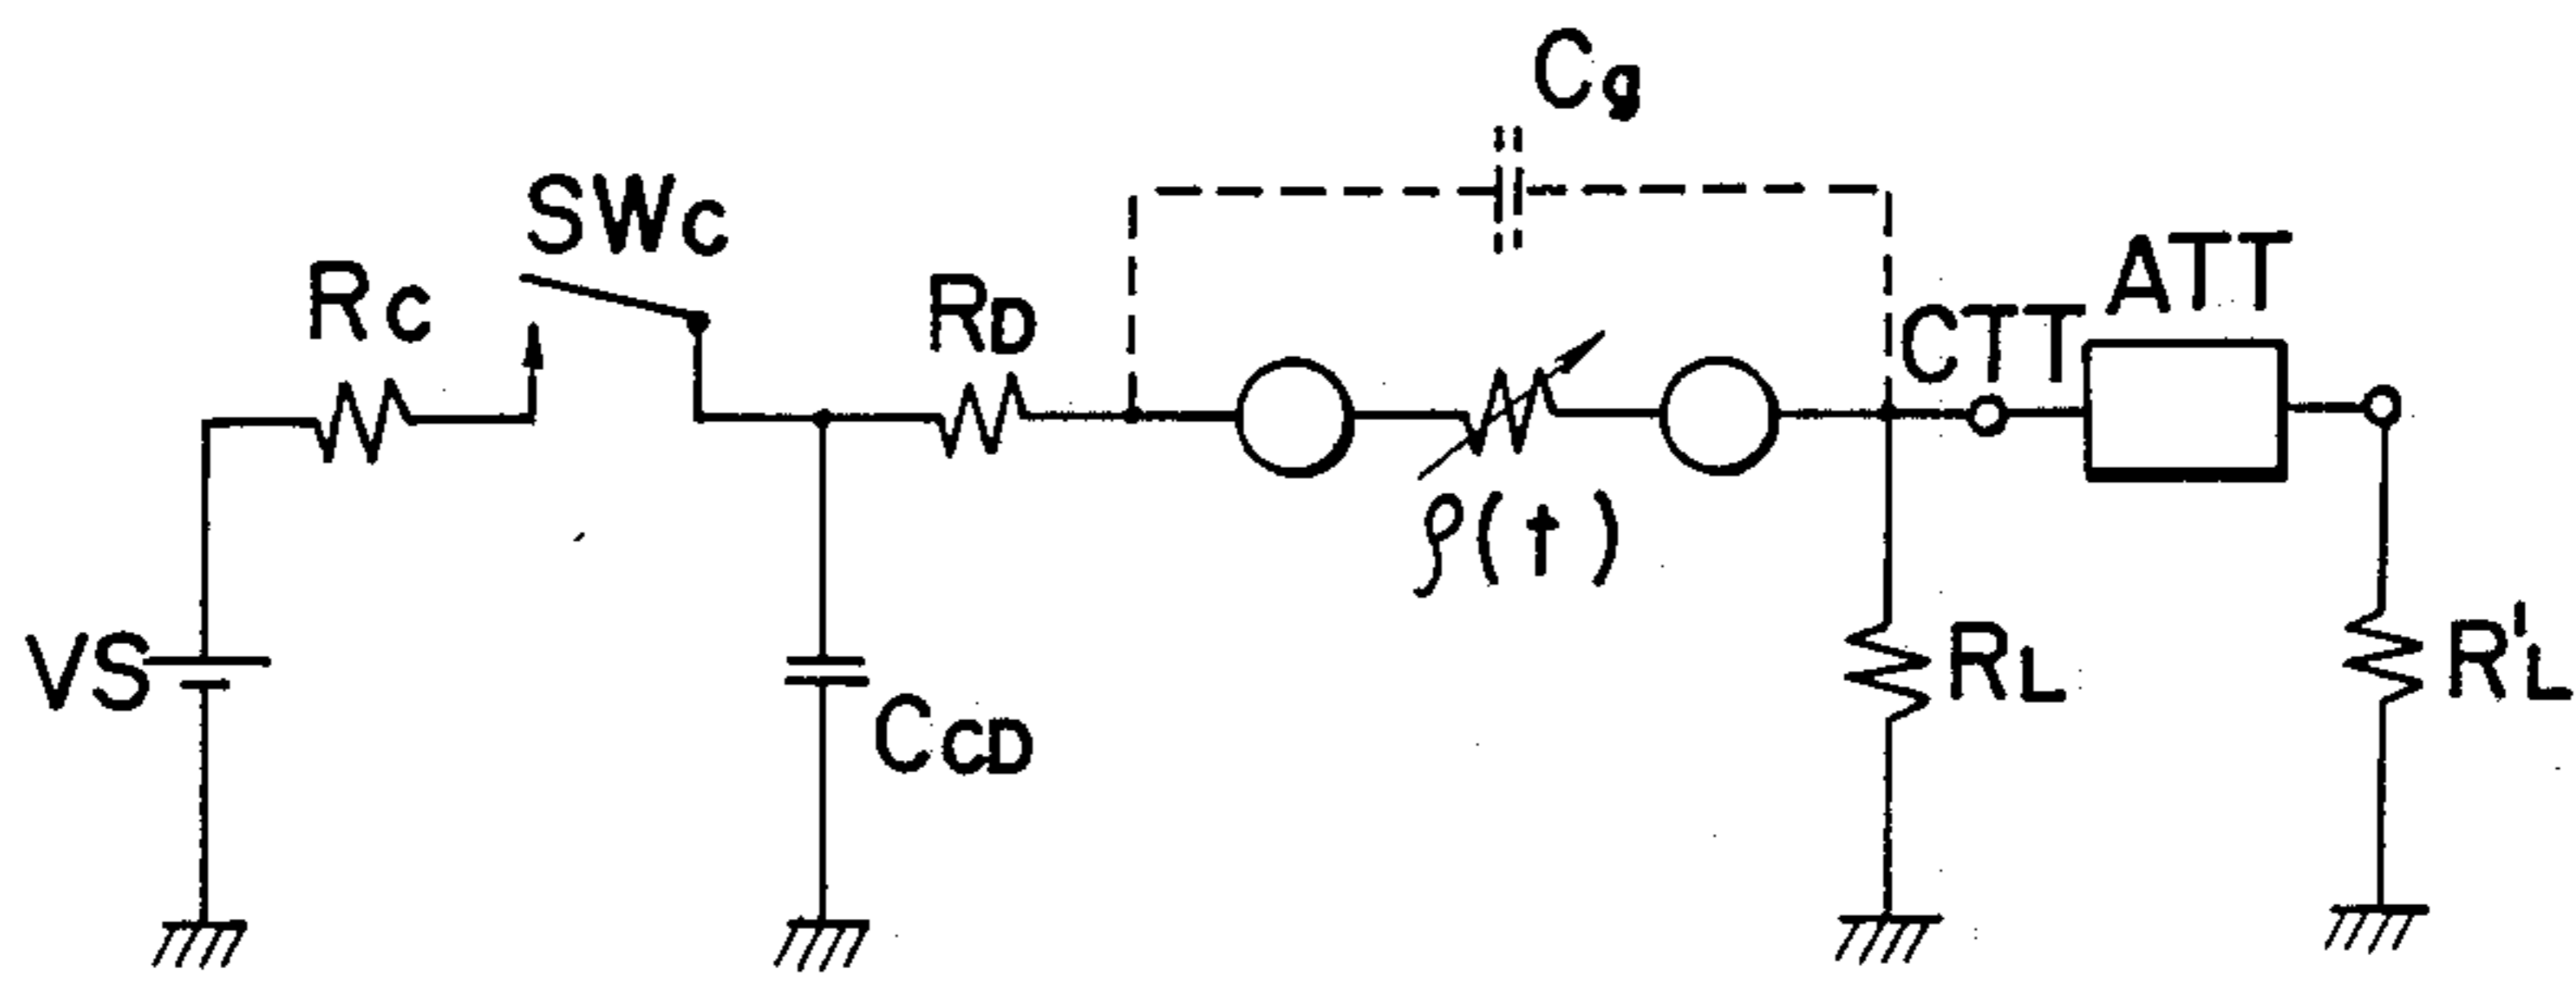 Cg
SWC
RC
RD
CTT
ATT
ρ(t)
VS
CCD
RL
R'L